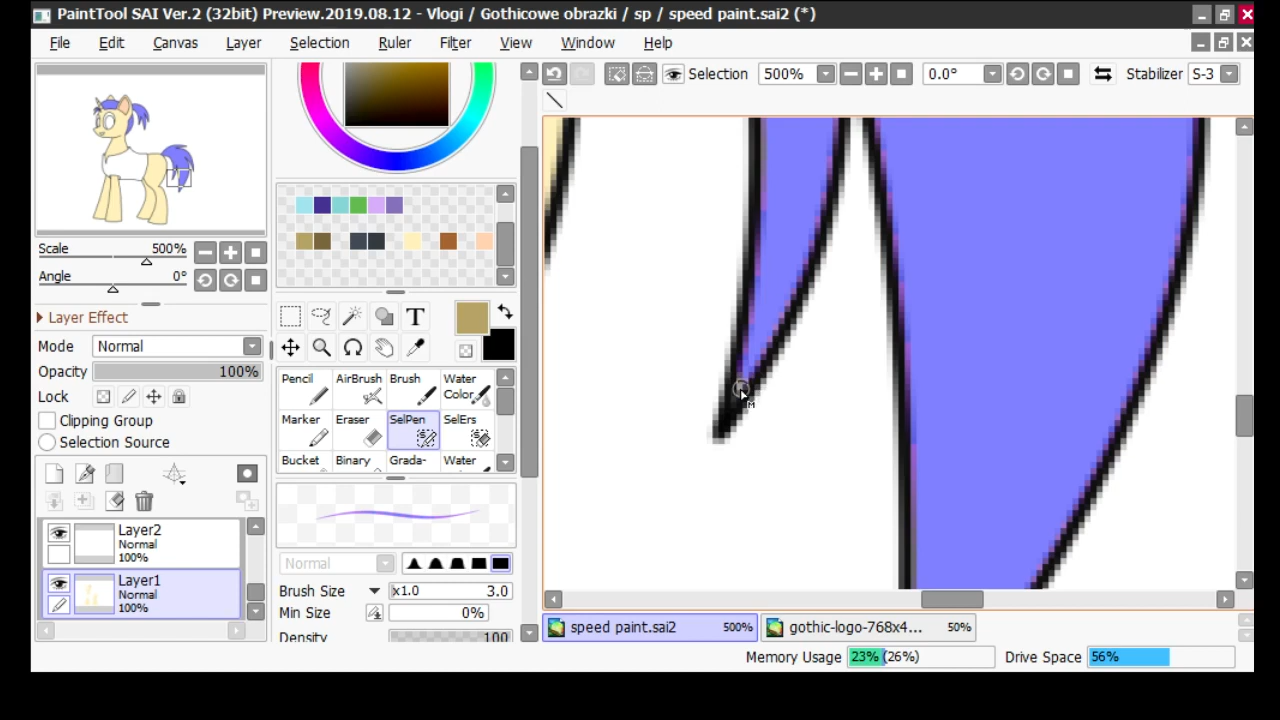 PaintTool SAI Ver.2 (32bit) Preview.2019.08.12 - Vlogi / Gothicowe obrazki / sp / speed paint.sai2 (*)
File Edit Canvas Layer Selection Ruler Filter View Window Help
Selection 500% 0.0° Stabilizer S-3
Scale 500%
Angle 0°
Layer Effect
Mode Normal
Opacity 100%
Lock
Clipping Group
Selection Source
Layer2
Normal
100%
Layer1
Normal
100%
T
Pencil AirBrush Brush Water Color
Marker Eraser SelPen SelErs
Bucket Binary Grada- Water
Normal
Brush Size x1.0 3.0
Min Size 0%
Density 100
speed paint.sai2 500% gothic-logo-768x4... 50%
Memory Usage 23% (26%) Drive Space 56%